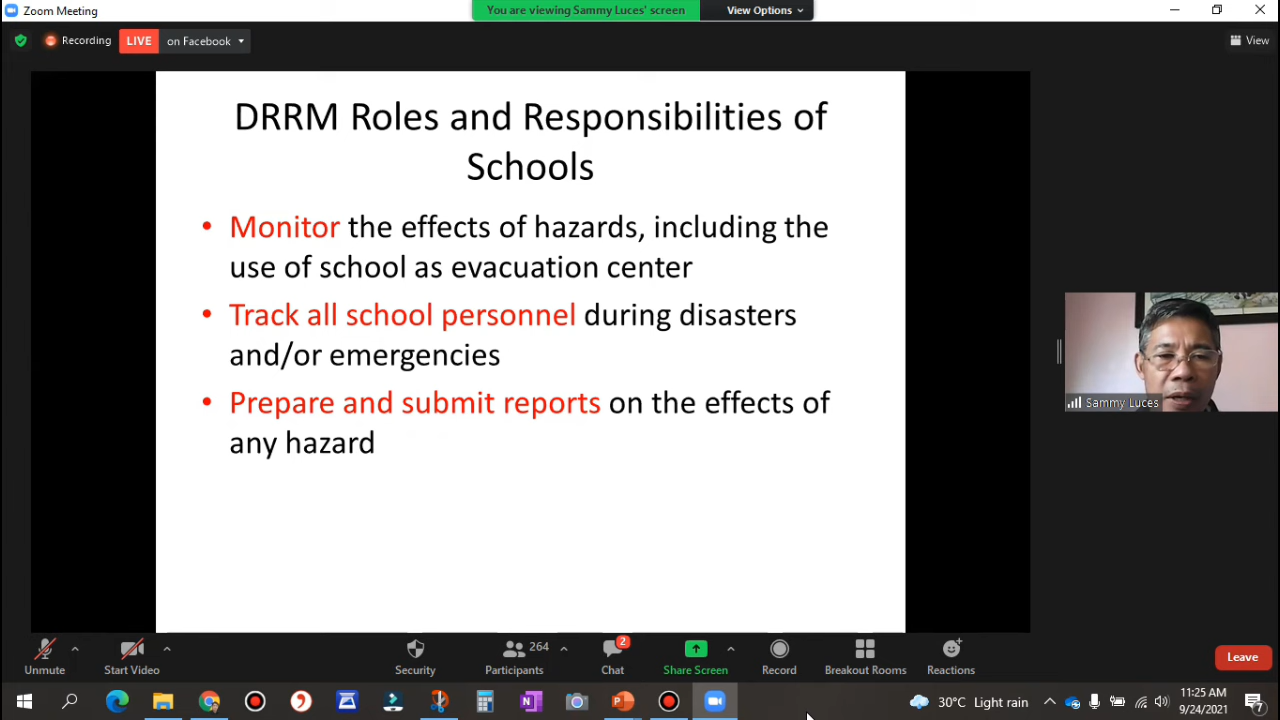 Zoom Meeting
You are viewing Sammy Luces' screen
View Options
Recording
LIVE
on Facebook
View
DRRM Roles and Responsibilities of
Schools
• Monitor the effects of hazards, including the
use of school as evacuation center
• Track all school personnel during disasters
and/or emergencies
• Prepare and submit reports on the effects of
any hazard
Sammy Luces
Unmute
Start Video
Security
264
Participants
2
Chat
Share Screen
Record
Breakout Rooms
Reactions
Leave
30°C Light rain
11:25 AM
9/24/2021
7